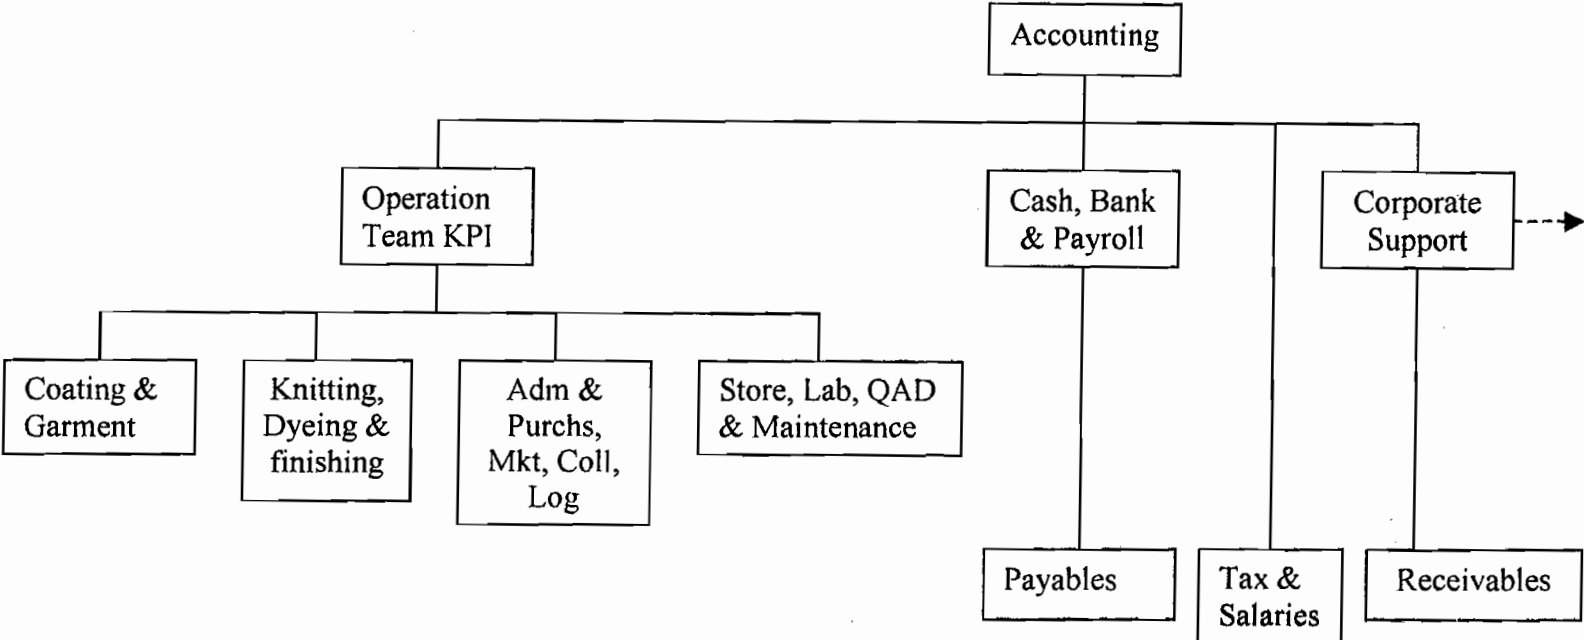 Accounting
Operation
Team KPI
Cash, Bank
& Payroll
Corporate
Support
Coating &
Garment
Knitting,
Dyeing &
finishing
Adm &
Purchs,
Mkt, Coll,
Log
Store, Lab, QAD
& Maintenance
Payables
Tax &
Salaries
Receivables